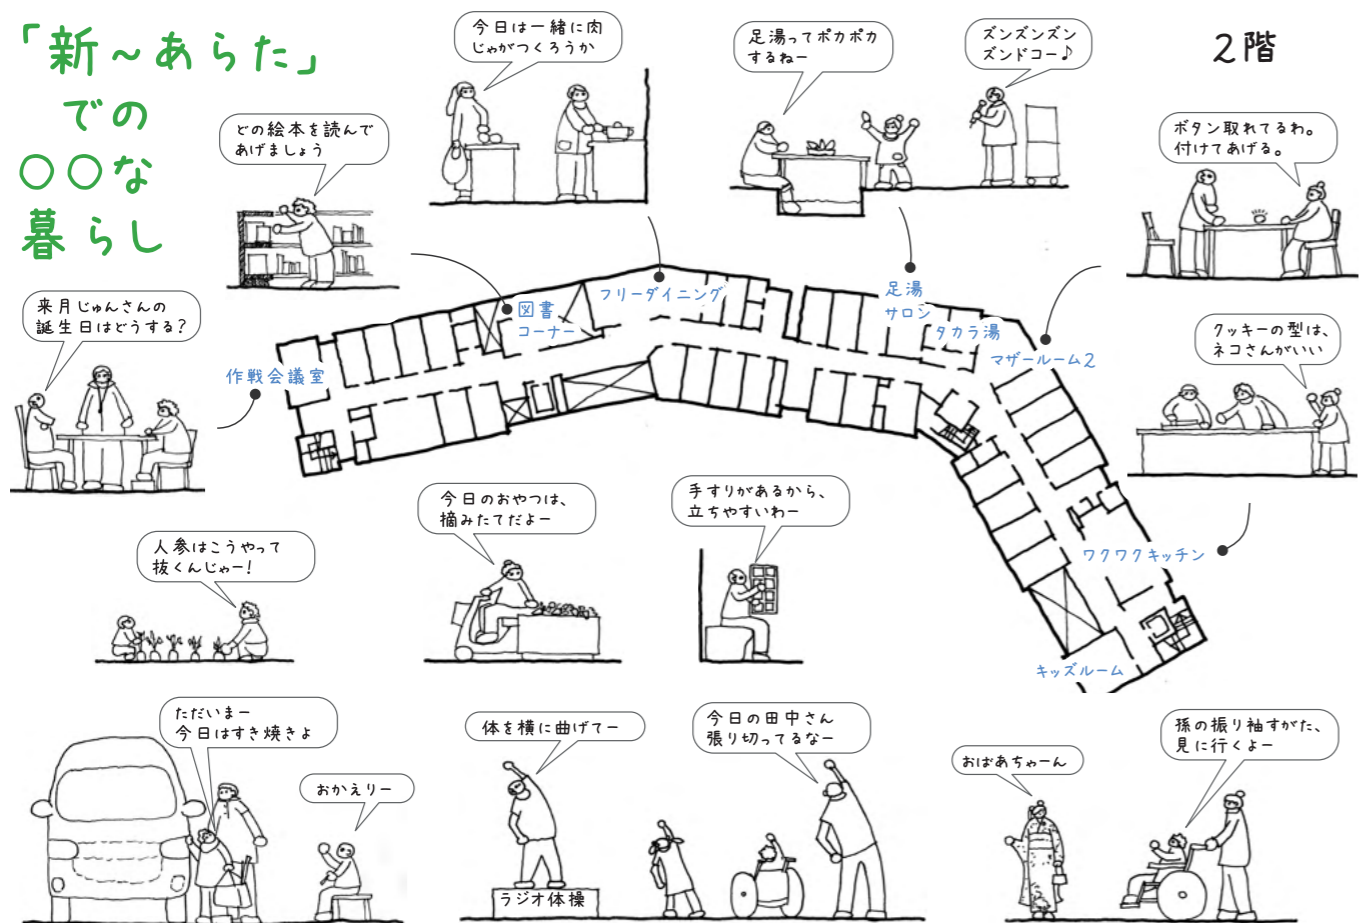 「新～あらた」
での
〇〇な
暮らし
2階
今日は一緒に肉
じゃがつくろうか
足湯ってポカポカ
するねー
ズンズンズン
ズンドコー♪
どの絵本を読んで
あげましょう
ボタン取れてるわ。
付けてあげる。
来月じゅんさんの
誕生日はどうする?
クッキーの型は、
ネコさんがいい
作戦会議室
図書
コーナー
フリーダイニング
足湯
サロン
タカラ湯
マザールーム2
ワクワクキッチン
キッズルーム
人参はこうやって
抜くんじゃー!
今日のおやつは、
摘みたてだよー
手すりがあるから、
立ちやすいわー
ただいまー
今日はすき焼きよ
おかえりー
体を横に曲げてー
今日の田中さん
張り切ってるなー
ラジオ体操
おばあちゃーん
孫の振り袖すがた、
見に行くよー